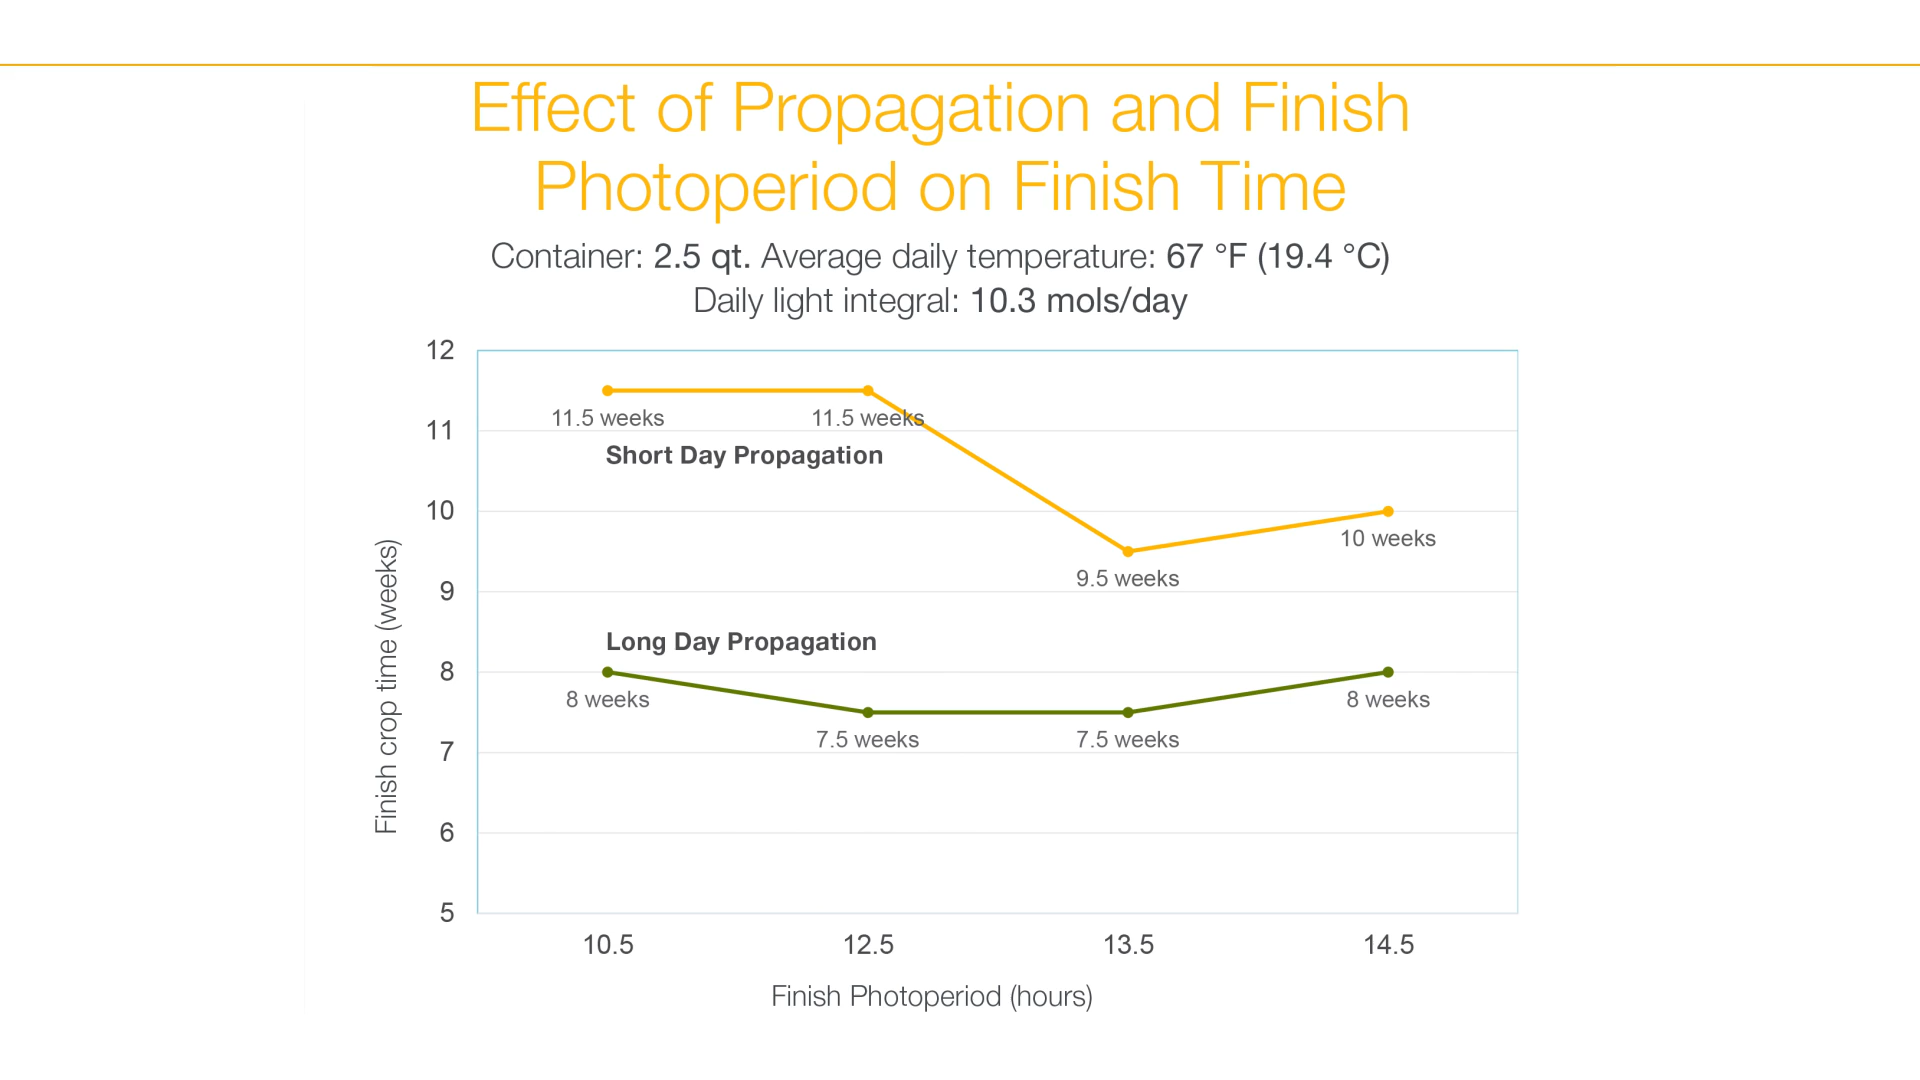 Effect of Propagation and Finish
Photoperiod on Finish Time
Container: 2.5 qt. Average daily temperature: 67 °F (19.4 °C)
Daily light integral: 10.3 mols/day
12
11.5 weeks
11.5 weeks
11
Short Day Propagation
10
10 weeks
9.5 weeks
9
Long Day Propagation
8
8 weeks
8 weeks
7.5 weeks
7.5 weeks
7
6
5
Finish crop time (weeks)
10.5
12.5
13.5
14.5
Finish Photoperiod (hours)